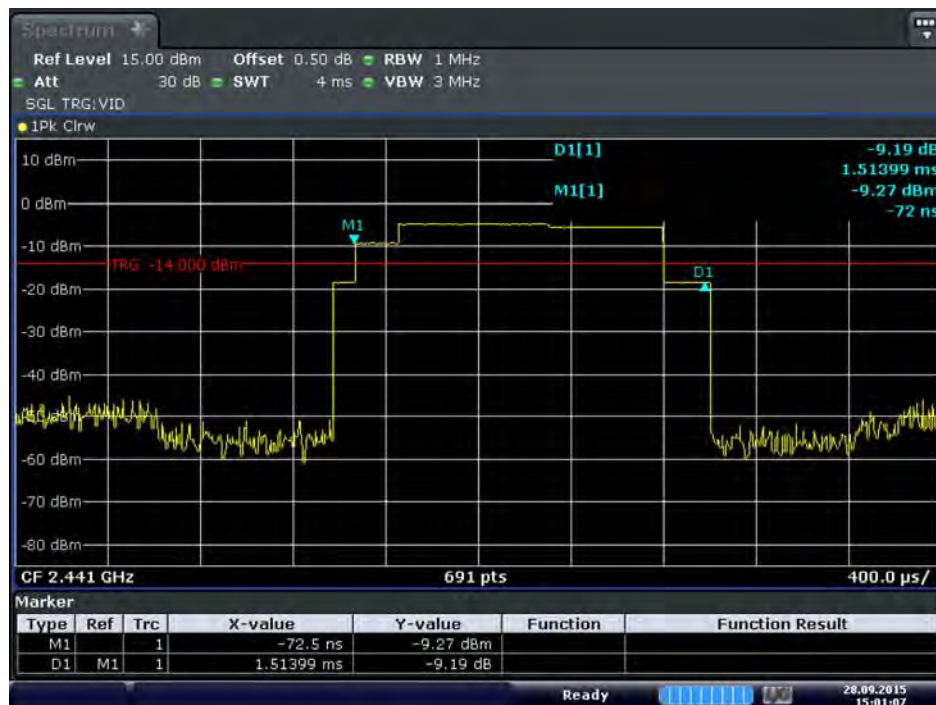 Spectrum
Ref Level 15.00 dBm Offset 0.50 dB RBW 1 MHz
Att 30 dB SWT 4 ms VBW 3 MHz
SGL TRG:VID
1Pk Clrw
D1[1] -9.19 dB
1.51399 ms
M1[1] -9.27 dBm
-72 ns
10 dBm
0 dBm
M1
-10 dBm
TRG -14.000 dBm
D1
-20 dBm
-30 dBm
-40 dBm
-50 dBm
-60 dBm
-70 dBm
-80 dBm
CF 2.441 GHz 691 pts 400.0 µs/
Marker
Type Ref Trc X-value Y-value Function Function Result
M1 1 -72.5 ns -9.27 dBm
D1 M1 1 1.51399 ms -9.19 dB
Ready 28.09.2015
15:01:07